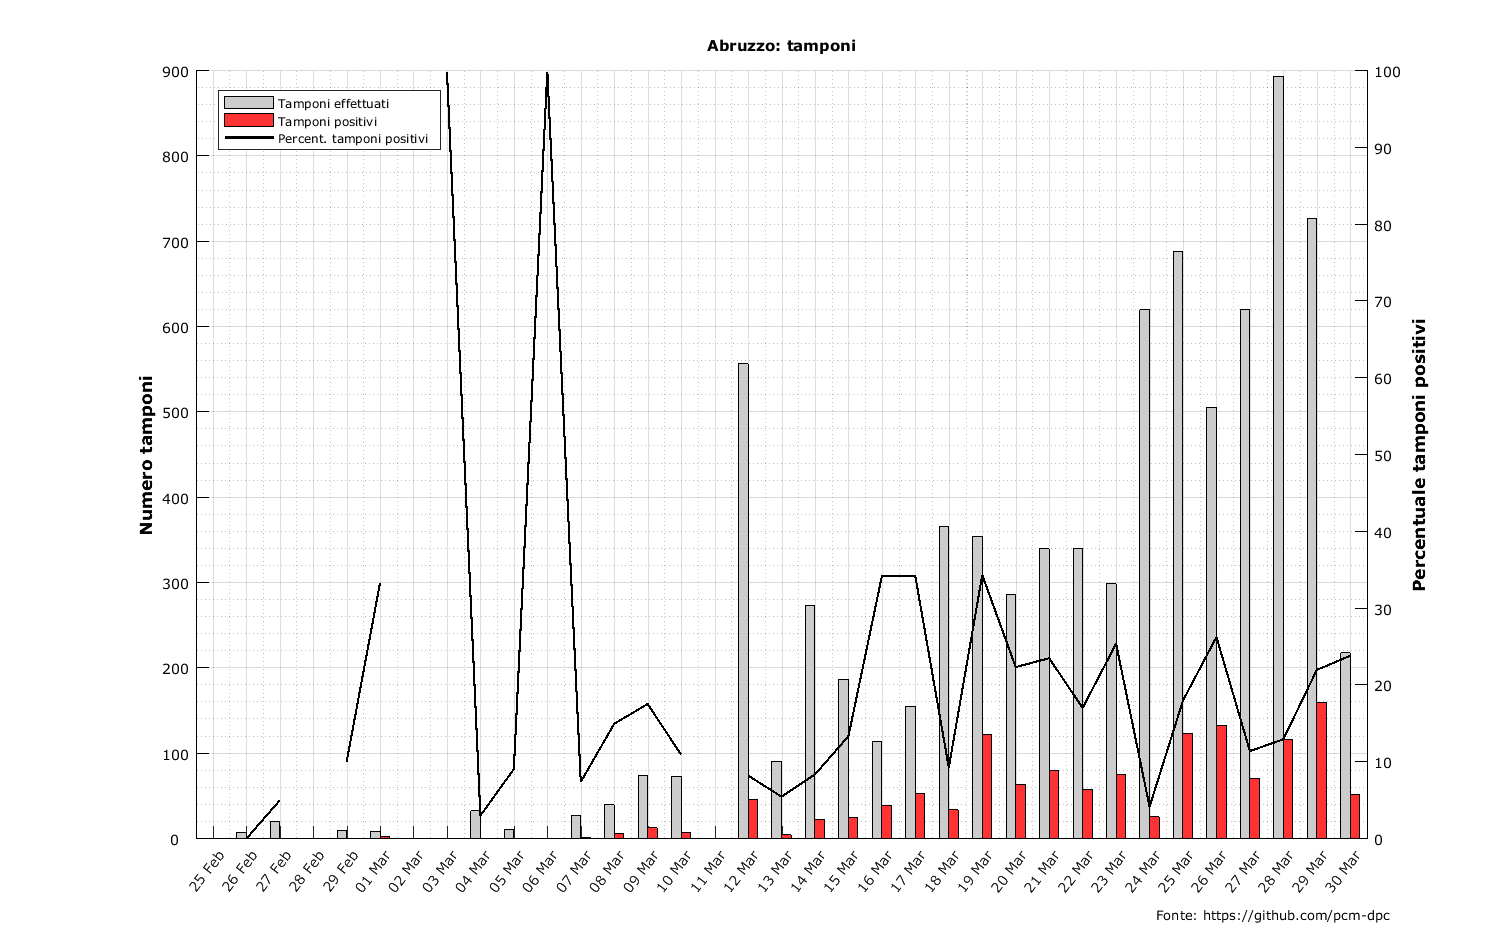 Abruzzo: tamponi
Tamponi effettuati
Tamponi positivi
Percent. tamponi positivi
Numero tamponi
900
800
700
600
500
400
300
200
100
0
Percentuale tamponi positivi
100
90
80
70
60
50
40
30
20
10
0
25 Feb
26 Feb
27 Feb
28 Feb
29 Feb
01 Mar
02 Mar
03 Mar
04 Mar
05 Mar
06 Mar
07 Mar
08 Mar
09 Mar
10 Mar
11 Mar
12 Mar
13 Mar
14 Mar
15 Mar
16 Mar
17 Mar
18 Mar
19 Mar
20 Mar
21 Mar
22 Mar
23 Mar
24 Mar
25 Mar
26 Mar
27 Mar
28 Mar
29 Mar
30 Mar
Fonte: https://github.com/pcm-dpc